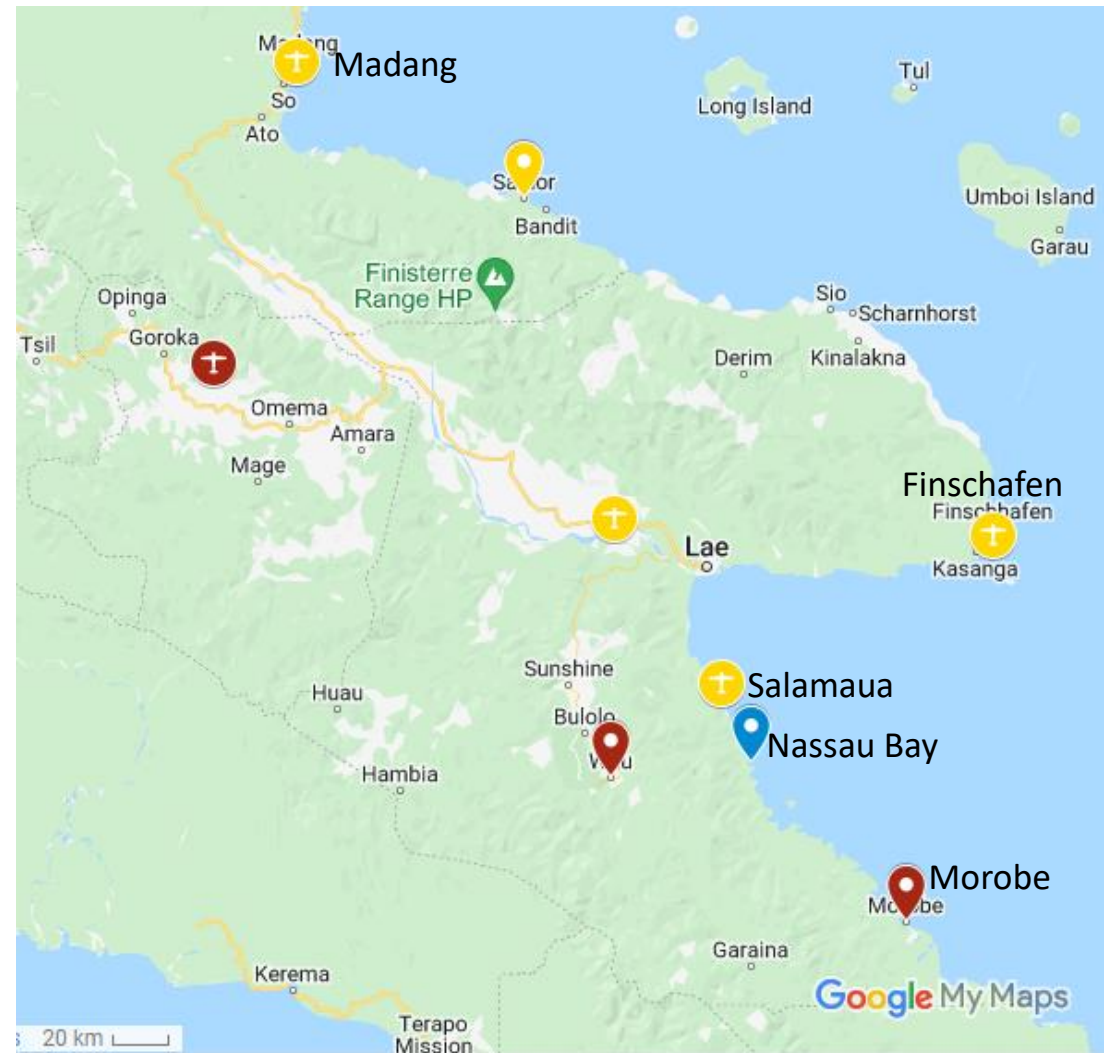 Madang
So
Ato
Long Island
Tul
Umboi Island
Garau
Bandit
Finisterre
Range HP
Opinga
Goroka
Tsil
Omema
Amara
Mage
Sio
Scharnhorst
Derim
Kinalakna
Finschafen
Finschhafen
Kasanga
Lae
Sunshine
Salamaua
Huau
Bulolo
Nassau Bay
Hambia
Morobe
Garaina
Kerema
Terapo
Mission
20 km
Google My Maps